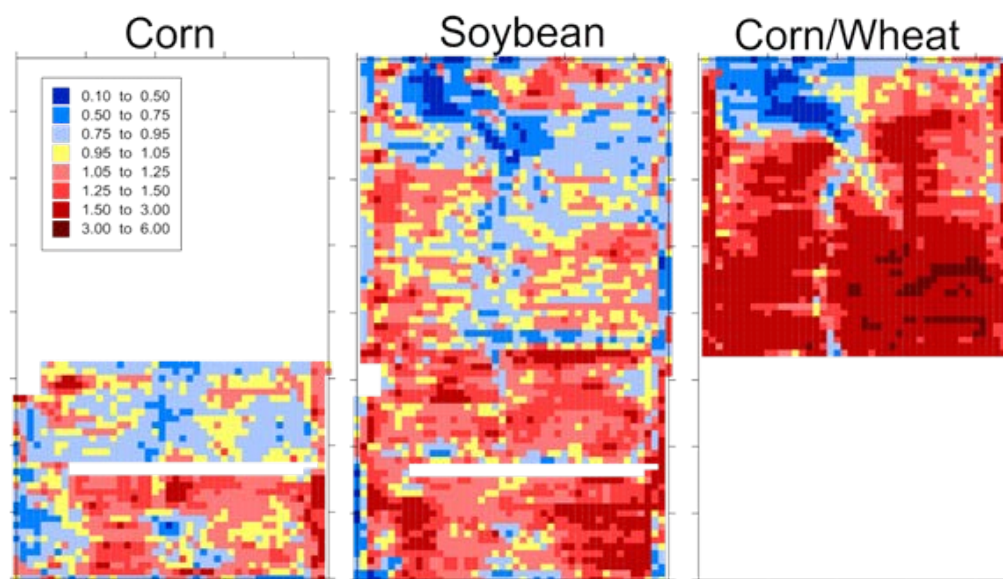 Corn
Soybean
Corn/Wheat
0.10 to 0.50
0.50 to 0.75
0.75 to 0.95
0.95 to 1.05
1.05 to 1.25
1.25 to 1.50
1.50 to 3.00
3.00 to 6.00